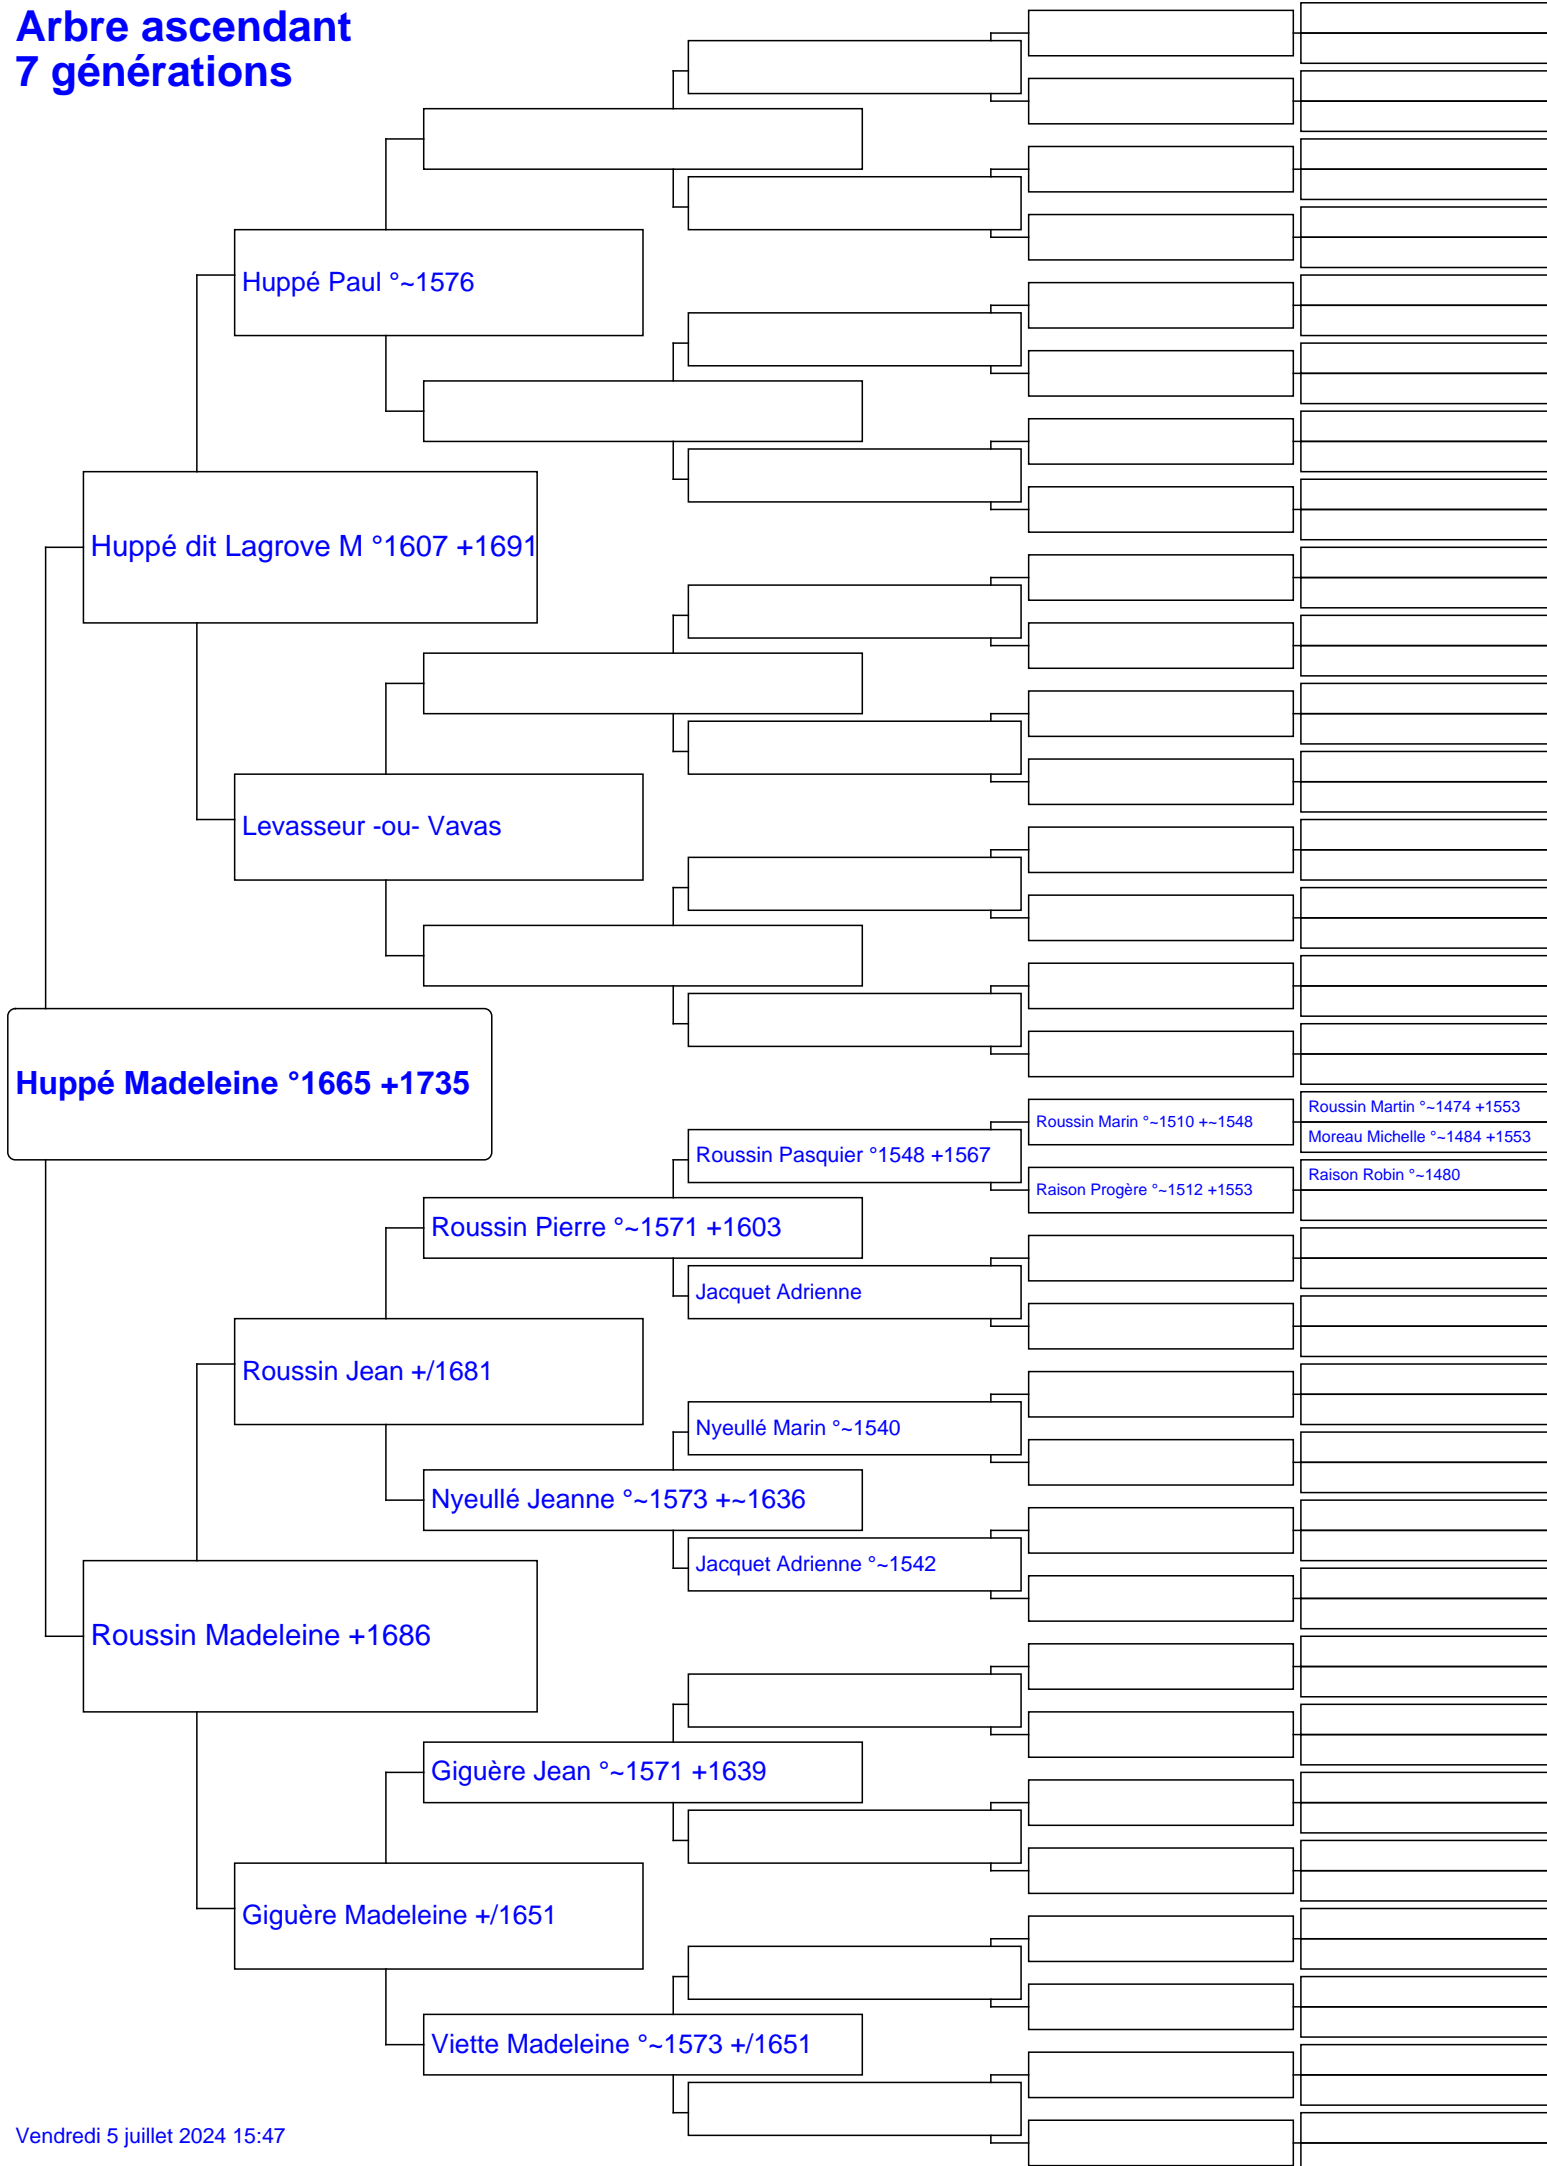 Arbre ascendant
7 générations
Huppé Paul °~1576
Huppé dit Lagrove M °1607 +1691
Levasseur -ou- Vavas
Huppé Madeleine °1665 +1735
Roussin Martin °~1474 +1553
Roussin Marin °~1510 +~1548
Moreau Michelle °~1484 +1553
Roussin Pasquier °1548 +1567
Raison Robin °~1480
Raison Progère °~1512 +1553
Roussin Pierre °~1571 +1603
Jacquet Adrienne
Roussin Jean +/1681
Nyeullé Marin °~1540
Nyeullé Jeanne °~1573 +~1636
Jacquet Adrienne °~1542
Roussin Madeleine +1686
Giguère Jean °~1571 +1639
Giguère Madeleine +/1651
Viette Madeleine °~1573 +/1651
Vendredi 5 juillet 2024 15:47